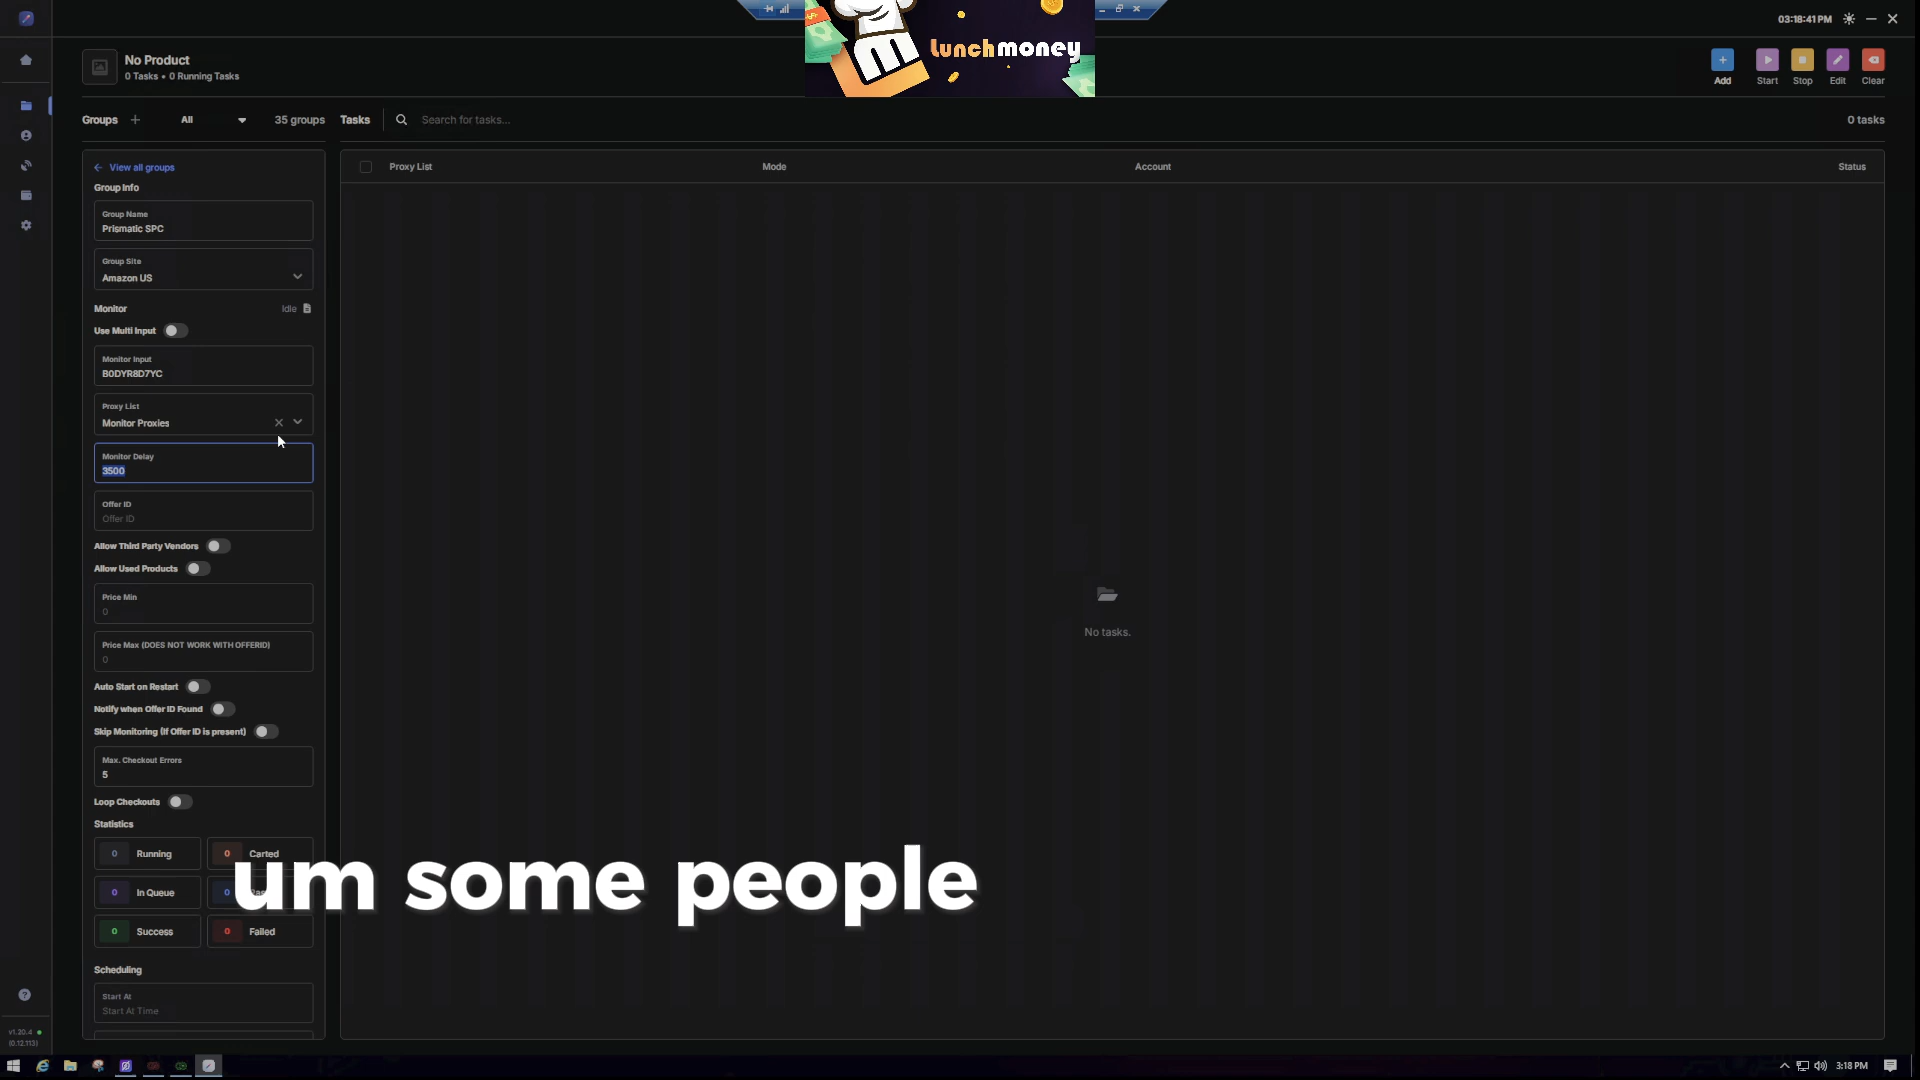 03:18:41 PM
lunchmoney
No Product
0 Tasks • 0 Running Tasks
Add
Start
Stop
Edit
Clear
Groups
All
35 groups
Tasks
Search for tasks...
0 tasks
View all groups
Proxy List
Mode
Account
Status
Group Info
Group Name
Prismatic SPC
Group Site
Amazon US
Monitor
Idle
Use Multi Input
Monitor Input
B0DYR8D7YC
Proxy List
Monitor Proxies
Monitor Delay
3500
Offer ID
Offer ID
Allow Third Party Vendors
Allow Used Products
Price Min
0
No tasks.
Price Max (DOES NOT WORK WITH OFFERID)
0
Auto Start on Restart
Notify when Offer ID Found
Skip Monitoring (If Offer ID is present)
Max. Checkout Errors
5
Loop Checkouts
Statistics
0 Running
0 Carted
um some people
0 In Queue
0
0 Success
0 Failed
Scheduling
Start At
Start At Time
v1.20.4
(0.12.113)
3:18 PM